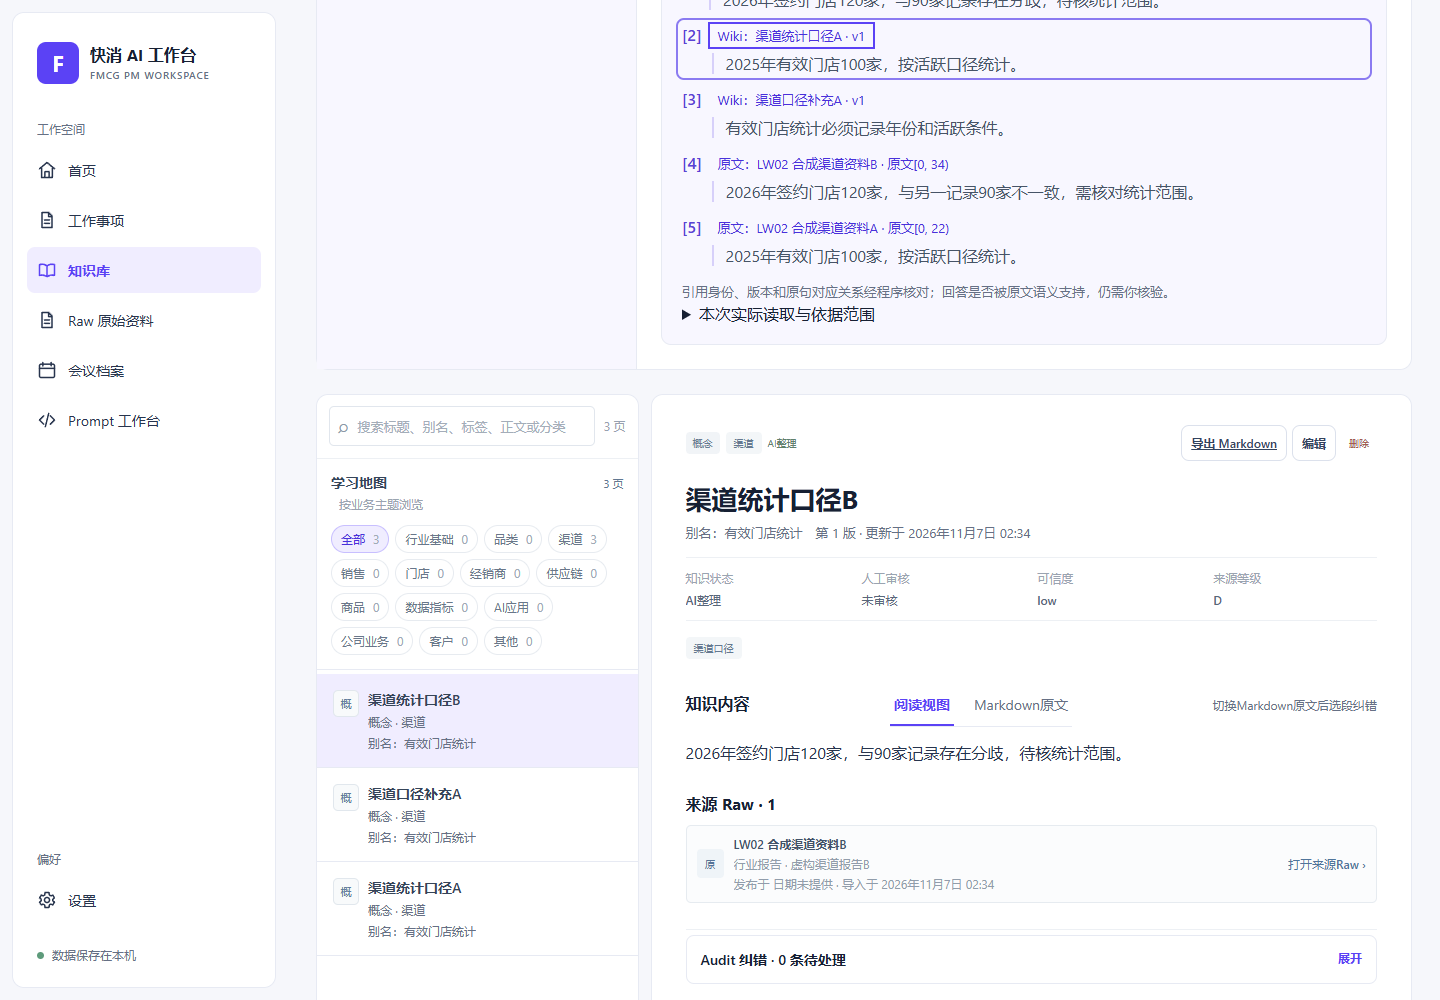 F
快消 AI 工作台
FMCG PM WORKSPACE
工作空间
首页
工作事项
知识库
Raw 原始资料
会议档案
Prompt 工作台
偏好
设置
数据保存在本机
2026年签约门店120家，与90家记录存在分歧，待核统计范围。
[2] Wiki：渠道统计口径A · v1
2025年有效门店100家，按活跃口径统计。
[3] Wiki：渠道口径补充A · v1
有效门店统计必须记录年份和活跃条件。
[4] 原文：LW02 合成渠道资料B · 原文[0, 34)
2026年签约门店120家，与另一记录90家不一致，需核对统计范围。
[5] 原文：LW02 合成渠道资料A · 原文[0, 22)
2025年有效门店100家，按活跃口径统计。
引用身份、版本和原句对应关系经程序核对；回答是否被原文语义支持，仍需你核验。
▶ 本次实际读取与依据范围
搜索标题、别名、标签、正文或分类 3 页
学习地图 3 页
按业务主题浏览
全部 3 行业基础 0 品类 0 渠道 3
销售 0 门店 0 经销商 0 供应链 0
商品 0 数据指标 0 AI应用 0
公司业务 0 客户 0 其他 0
概 渠道统计口径B
概念 · 渠道
别名：有效门店统计
概 渠道口径补充A
概念 · 渠道
别名：有效门店统计
概 渠道统计口径A
概念 · 渠道
别名：有效门店统计
概念 渠道 AI整理 导出 Markdown 编辑 删除
渠道统计口径B
别名：有效门店统计 第 1 版 · 更新于 2026年11月7日 02:34
知识状态 人工审核 可信度 来源等级
AI整理 未审核 low D
渠道口径
知识内容 阅读视图 Markdown原文 切换Markdown原文后选段纠错
2026年签约门店120家，与90家记录存在分歧，待核统计范围。
来源 Raw · 1
LW02 合成渠道资料B
原 行业报告 · 虚构渠道报告B 打开来源Raw ›
发布于 日期未提供 · 导入于 2026年11月7日 02:34
Audit 纠错 · 0 条待处理 展开